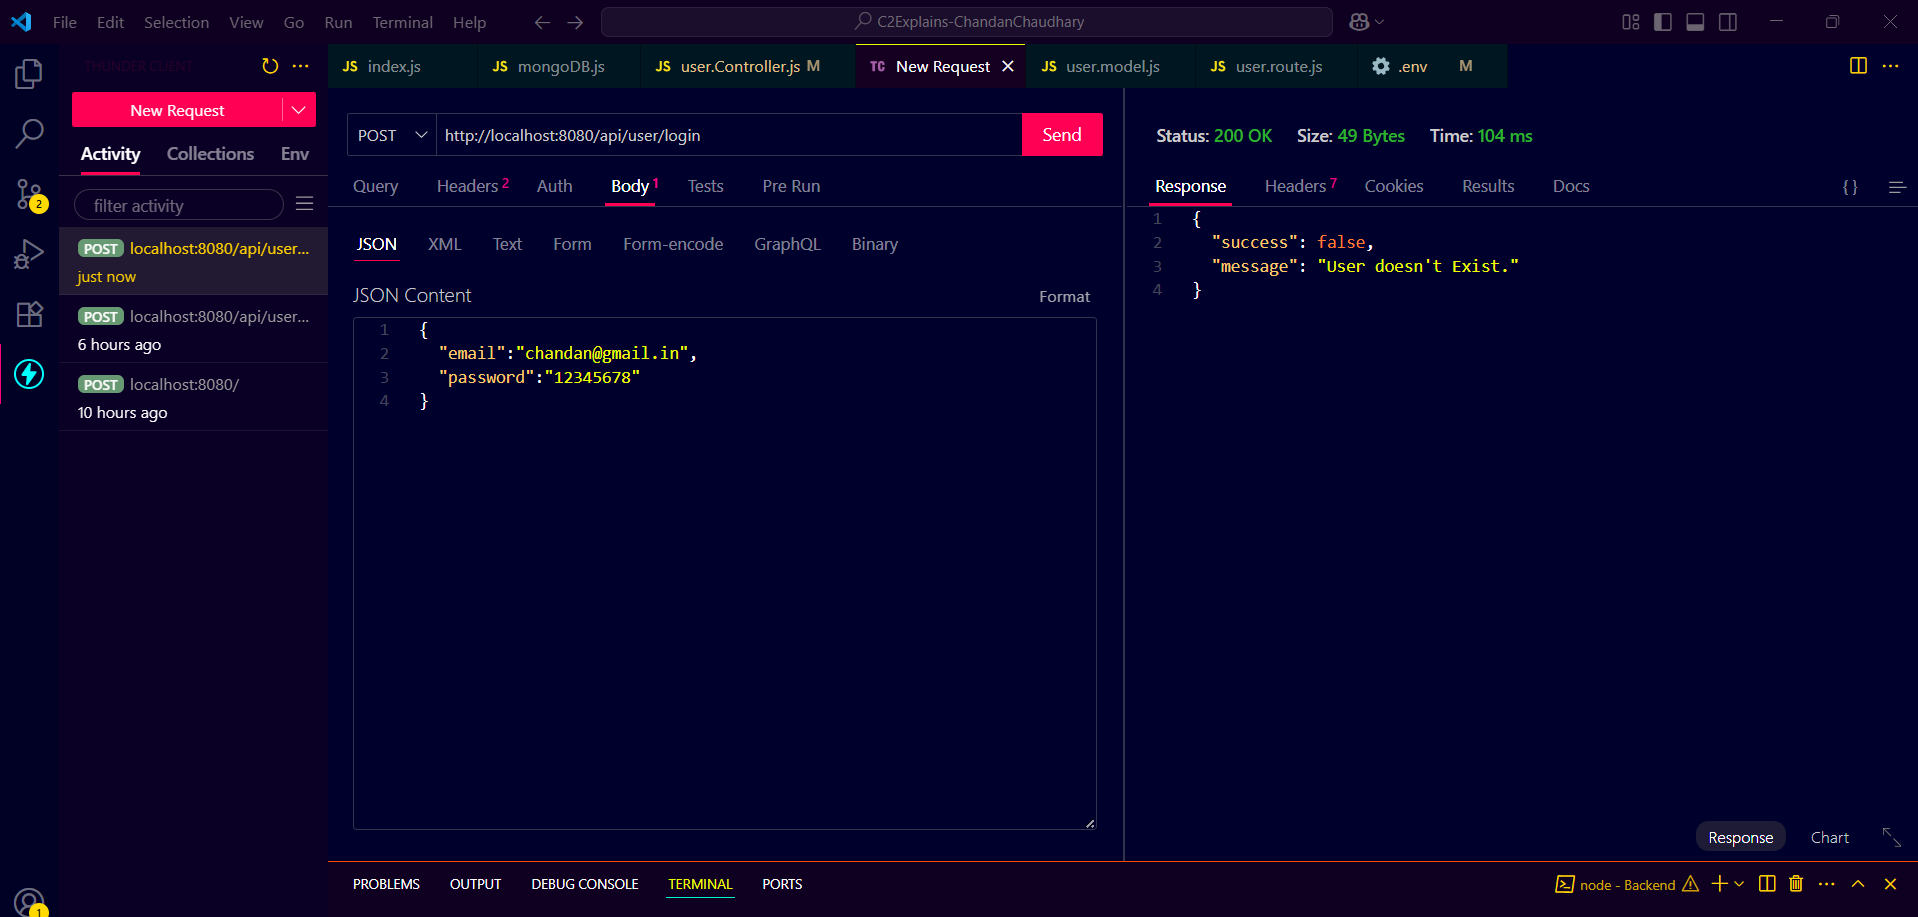 File Edit Selection View Go Run Terminal Help
C2Explains-ChandanChaudhary
THUNDER CLIENT
JS index.js
JS mongoDB.js
JS user.Controller.js M
TC New Request
JS user.model.js
JS user.route.js
.env M
New Request
Activity Collections Env
filter activity
POST localhost:8080/api/user...
just now
POST localhost:8080/api/user...
6 hours ago
POST localhost:8080/
10 hours ago
2
1
POST http://localhost:8080/api/user/login Send
Query Headers 2 Auth Body 1 Tests Pre Run
JSON XML Text Form Form-encode GraphQL Binary
JSON Content Format
1 {
2 "email":"chandan@gmail.in",
3 "password":"12345678"
4 }
Status: 200 OK Size: 49 Bytes Time: 104 ms
Response Headers 7 Cookies Results Docs { }
1 {
2 "success": false,
3 "message": "User doesn't Exist."
4 }
Response Chart
PROBLEMS OUTPUT DEBUG CONSOLE TERMINAL PORTS
node - Backend